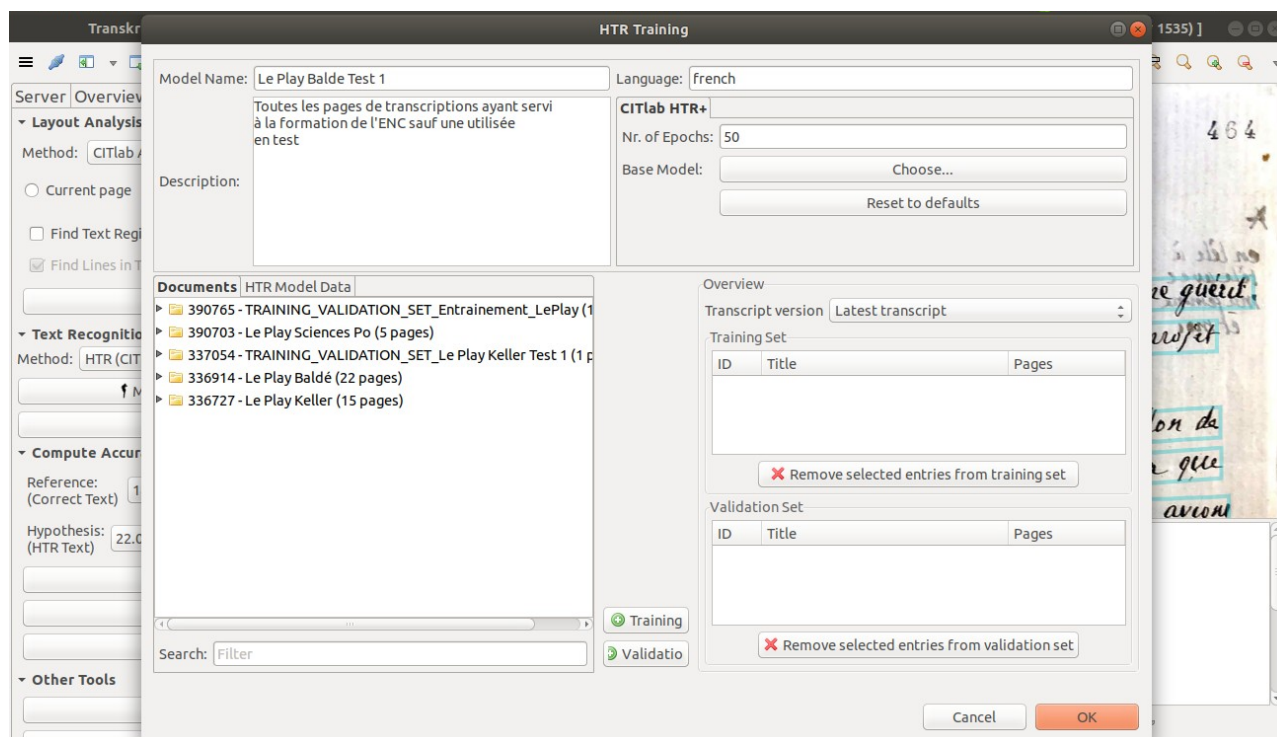 Transkr
HTR Training
1535) ]
Server Overview
Layout Analysis
Method: CITlab
Current page
Find Text Regi
Find Lines in T
Text Recognitio
Method: HTR (CIT
Compute Accur
Reference:
(Correct Text)
1
Hypothesis:
(HTR Text)
22.0
Other Tools
Model Name: Le Play Balde Test 1
Language: french
Description:
Toutes les pages de transcriptions ayant servi
à la formation de l'ENC sauf une utilisée
en test
CITlab HTR+
Nr. of Epochs: 50
Base Model: Choose...
Reset to defaults
Documents HTR Model Data
390765 - TRAINING_VALIDATION_SET_Entrainement_LePlay (1
390703 - Le Play Sciences Po (5 pages)
337054 - TRAINING_VALIDATION_SET_Le Play Keller Test 1 (1 p
336914 - Le Play Baldé (22 pages)
336727 - Le Play Keller (15 pages)
Search: Filter
Training
Validatio
Overview
Transcript version Latest transcript
Training Set
ID Title Pages
Remove selected entries from training set
Validation Set
ID Title Pages
Remove selected entries from validation set
Cancel OK
464
projet
de
que